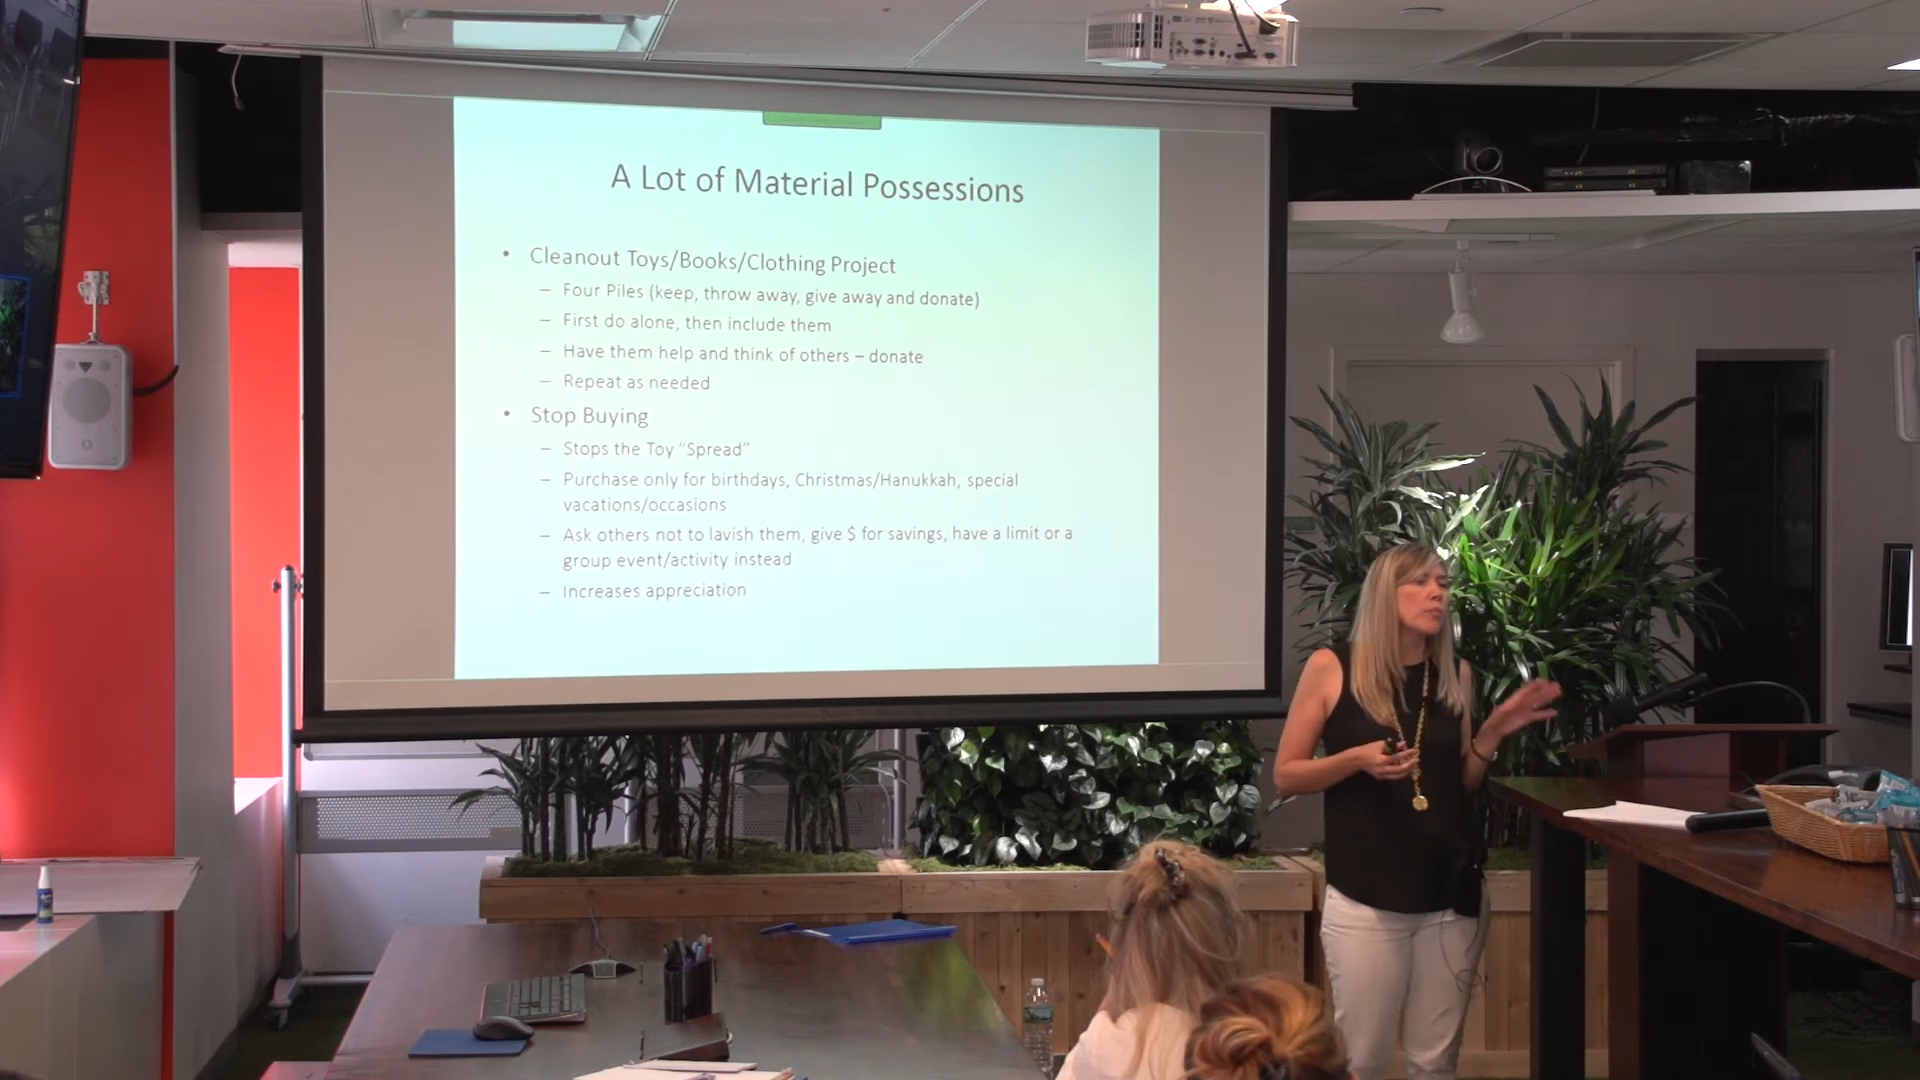 A Lot of Material Possessions
• Cleanout Toys/Books/Clothing Project
– Four Piles (keep, throw away, give away and donate)
– First do alone, then include them
– Have them help and think of others – donate
– Repeat as needed
• Stop Buying
– Stops the Toy “Spread”
– Purchase only for birthdays, Christmas/Hanukkah, special
vacations/occasions
– Ask others not to lavish them, give $ for savings, have a limit or a
group event/activity instead
– Increases appreciation